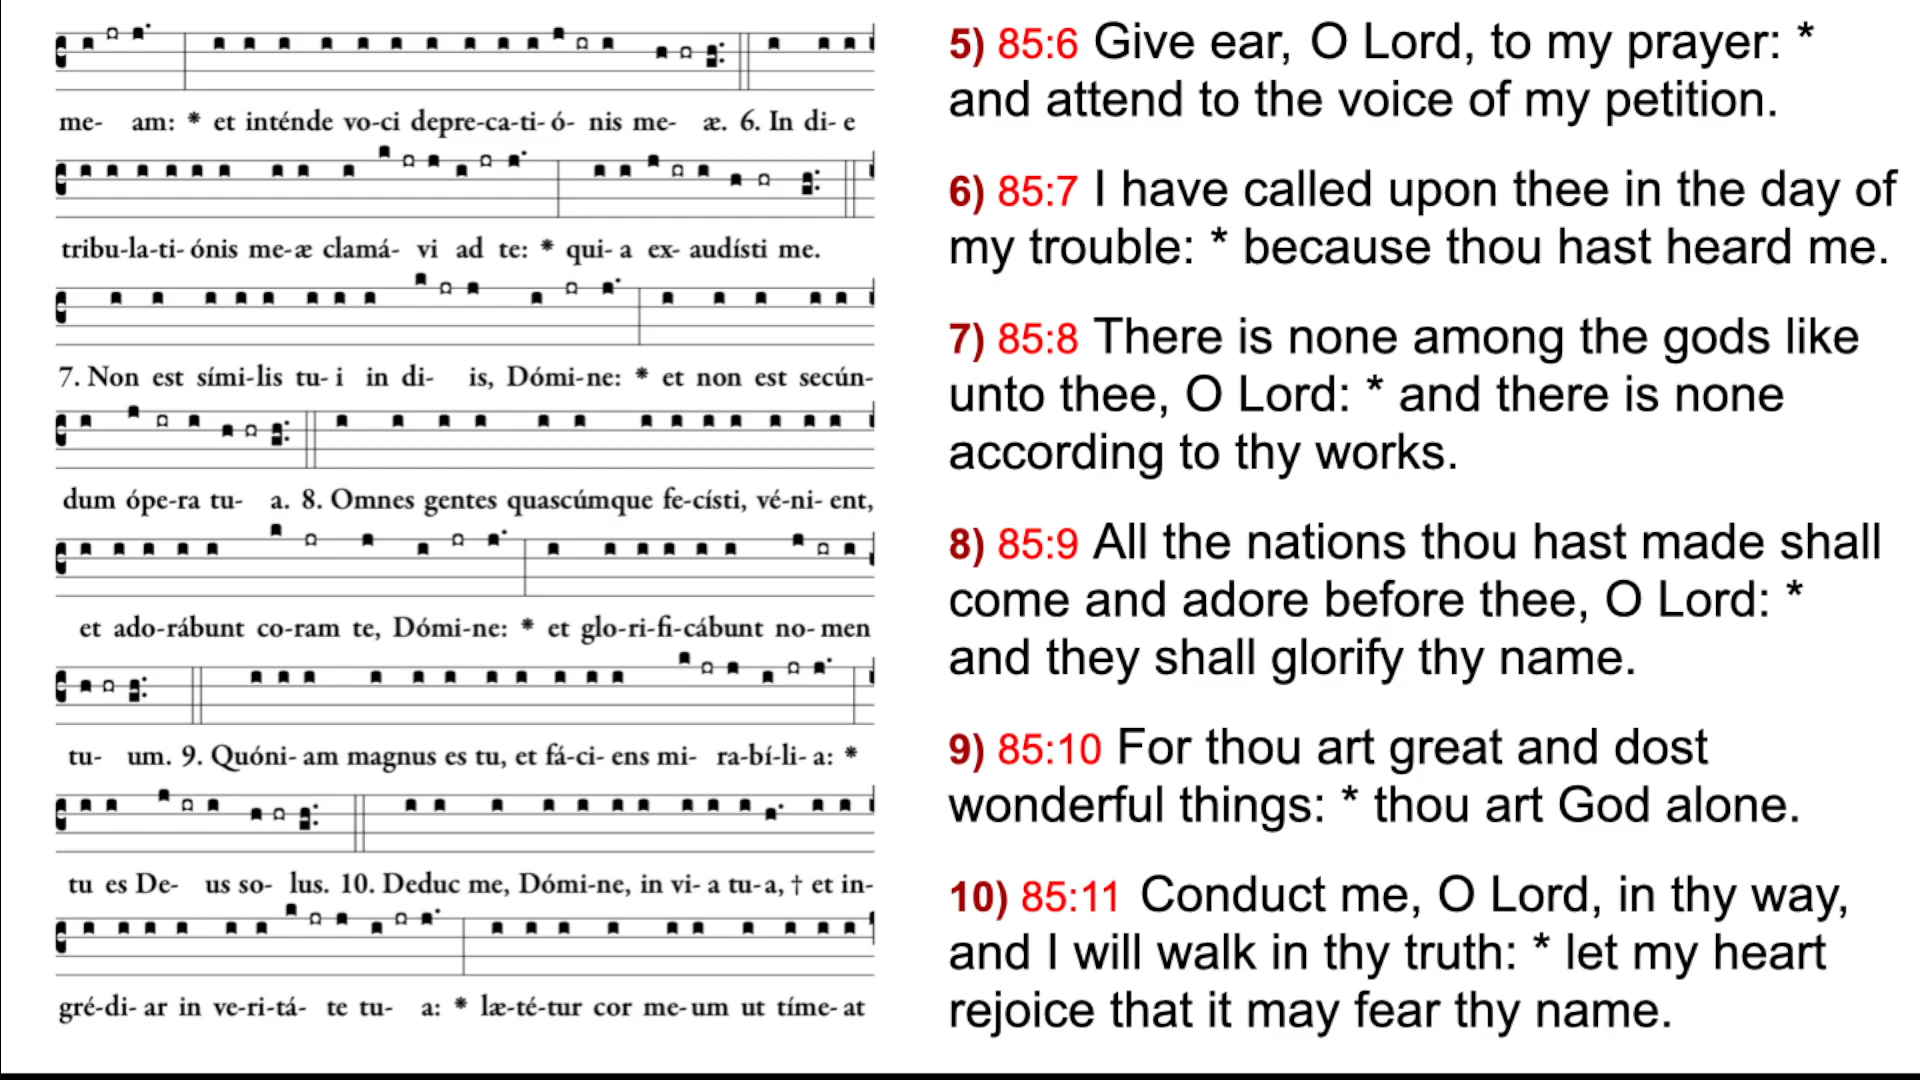 me- am: * et inténde vo-ci depre-ca-ti-ó- nis me- æ. 6. In di- e
tribu-la-ti-ónis me-æ clamá- vi ad te: * qui- a ex- audísti me.
7. Non est sími-lis tu- i in di- is, Dómi-ne: * et non est secún-
dum ópe-ra tu- a. 8. Omnes gentes quascúmque fe-císti, vé-ni- ent,
et ado-rábunt co-ram te, Dómi-ne: * et glo-ri-fi-cábunt no- men
tu- um. 9. Quóni- am magnus es tu, et fá-ci- ens mi- ra-bí-li- a: *
tu es De- us so- lus. 10. Deduc me, Dómi-ne, in vi- a tu-a, † et in-
gré-di- ar in ve-ri-tá- te tu- a: * læ-té-tur cor me-um ut tíme- at
5) 85:6 Give ear, O Lord, to my prayer: *
and attend to the voice of my petition.
6) 85:7 I have called upon thee in the day of
my trouble: * because thou hast heard me.
7) 85:8 There is none among the gods like
unto thee, O Lord: * and there is none
according to thy works.
8) 85:9 All the nations thou hast made shall
come and adore before thee, O Lord: *
and they shall glorify thy name.
9) 85:10 For thou art great and dost
wonderful things: * thou art God alone.
10) 85:11 Conduct me, O Lord, in thy way,
and I will walk in thy truth: * let my heart
rejoice that it may fear thy name.